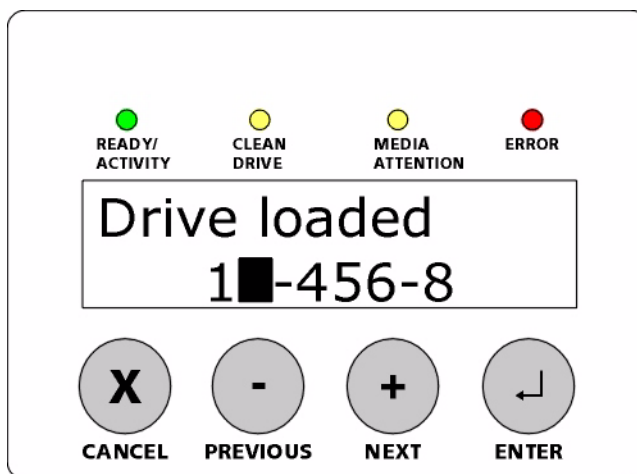 READY/
ACTIVITY
CLEAN
DRIVE
MEDIA
ATTENTION
ERROR
Drive loaded
1█-456-8
X
-
+
CANCEL
PREVIOUS
NEXT
ENTER